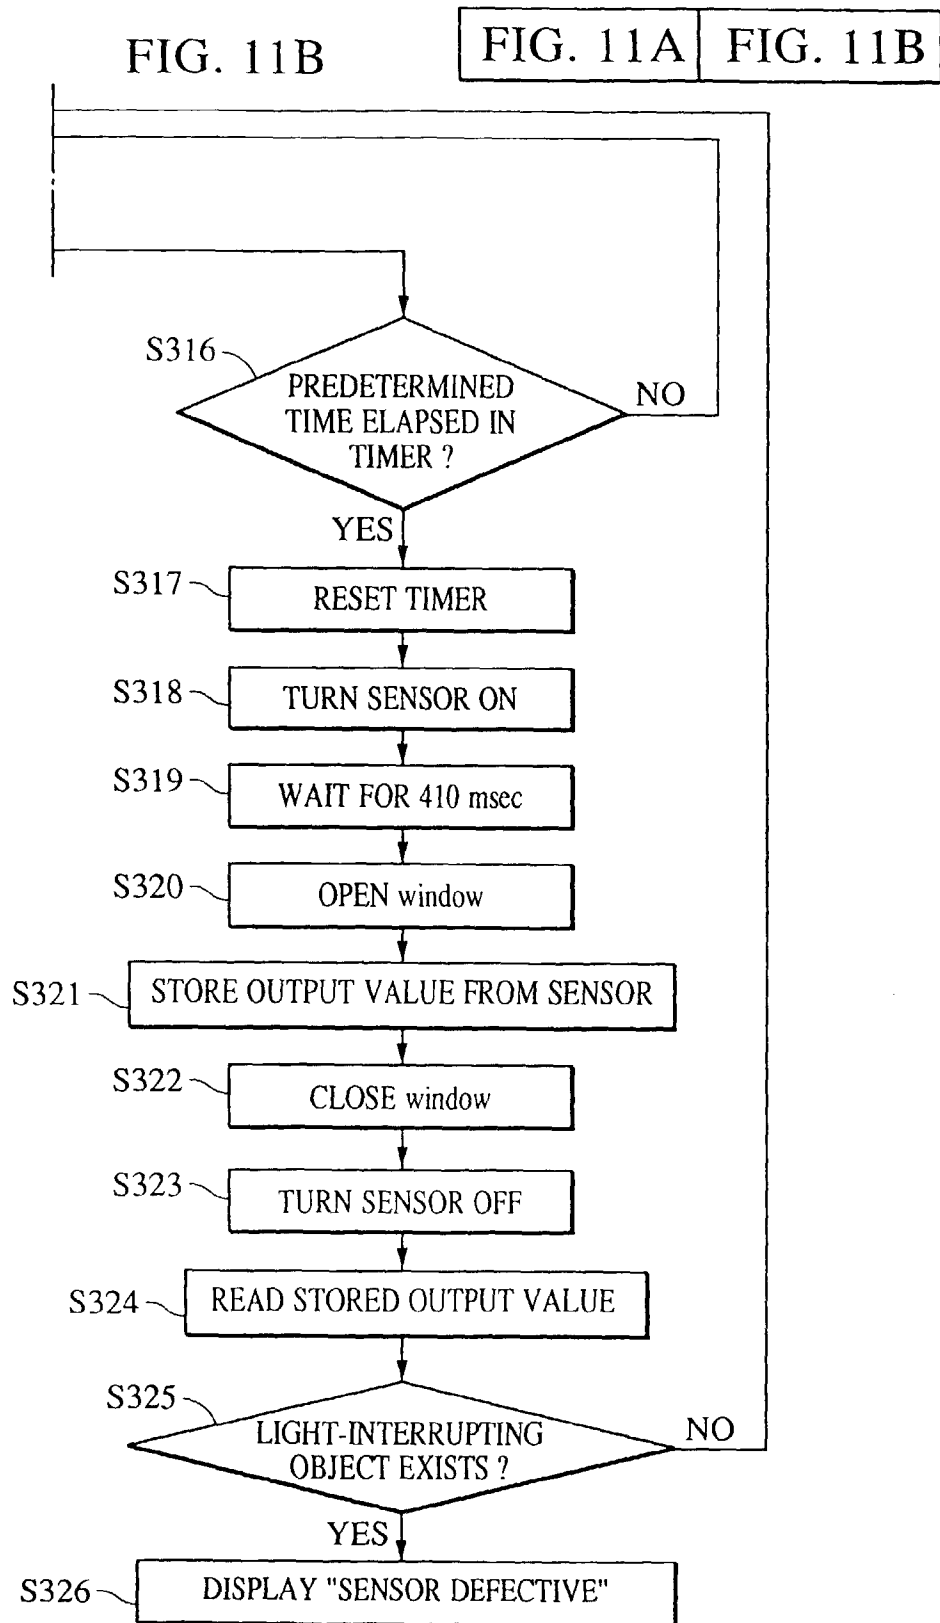 FIG. 11B
FIG. 11A FIG. 11B
S316
PREDETERMINED
TIME ELAPSED IN
TIMER ?
NO
YES
S317
RESET TIMER
S318
TURN SENSOR ON
S319
WAIT FOR 410 msec
S320
OPEN window
S321
STORE OUTPUT VALUE FROM SENSOR
S322
CLOSE window
S323
TURN SENSOR OFF
S324
READ STORED OUTPUT VALUE
S325
LIGHT-INTERRUPTING
OBJECT EXISTS ?
NO
YES
S326
DISPLAY "SENSOR DEFECTIVE"